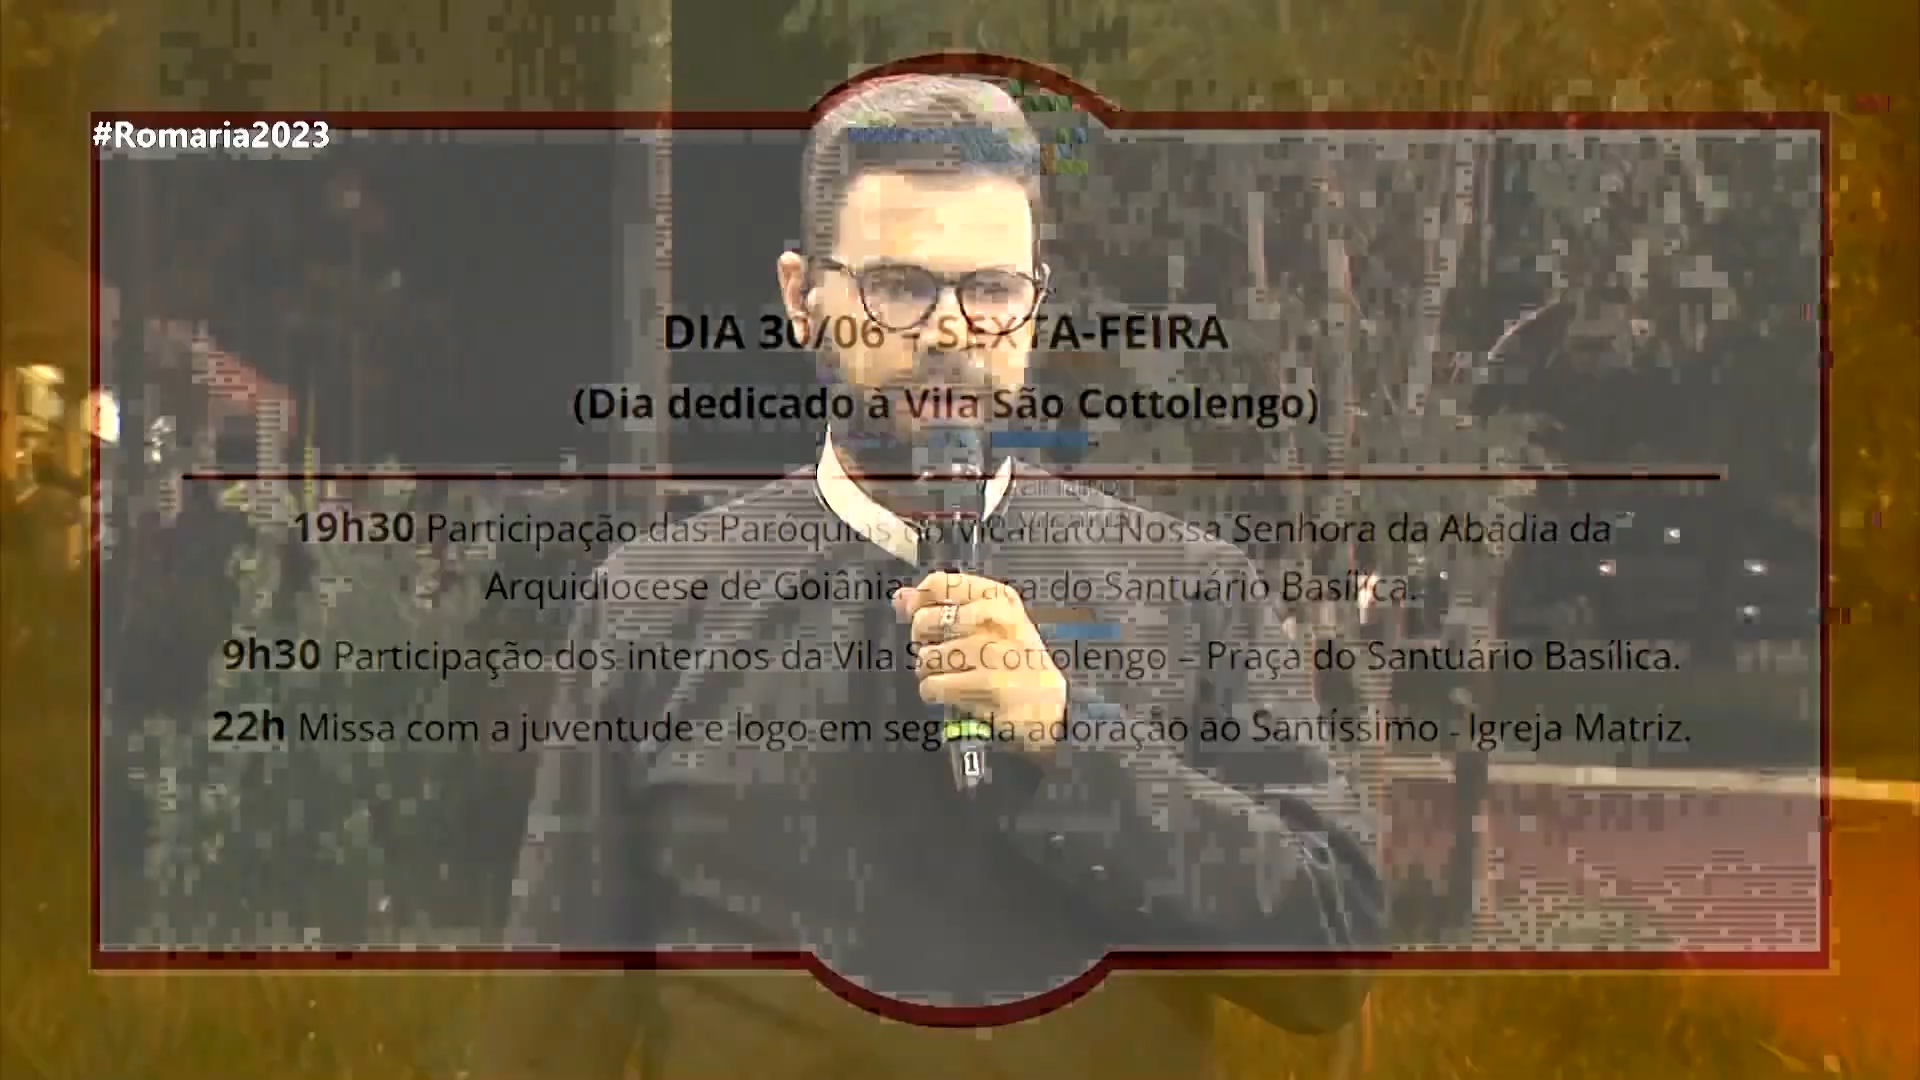 #Romaria2023
DIA 30/06 - SEXTA-FEIRA
(Dia dedicado à Vila São Cottolengo)
19h30 Participação das Paróquias do Vicariato Nossa Senhora da Abadia da
Arquidiocese de Goiânia - Praça do Santuário Basílica.
9h30 Participação dos internos da Vila São Cottolengo – Praça do Santuário Basílica.
22h Missa com a juventude e logo em seguida adoração ao Santíssimo - Igreja Matriz.
1